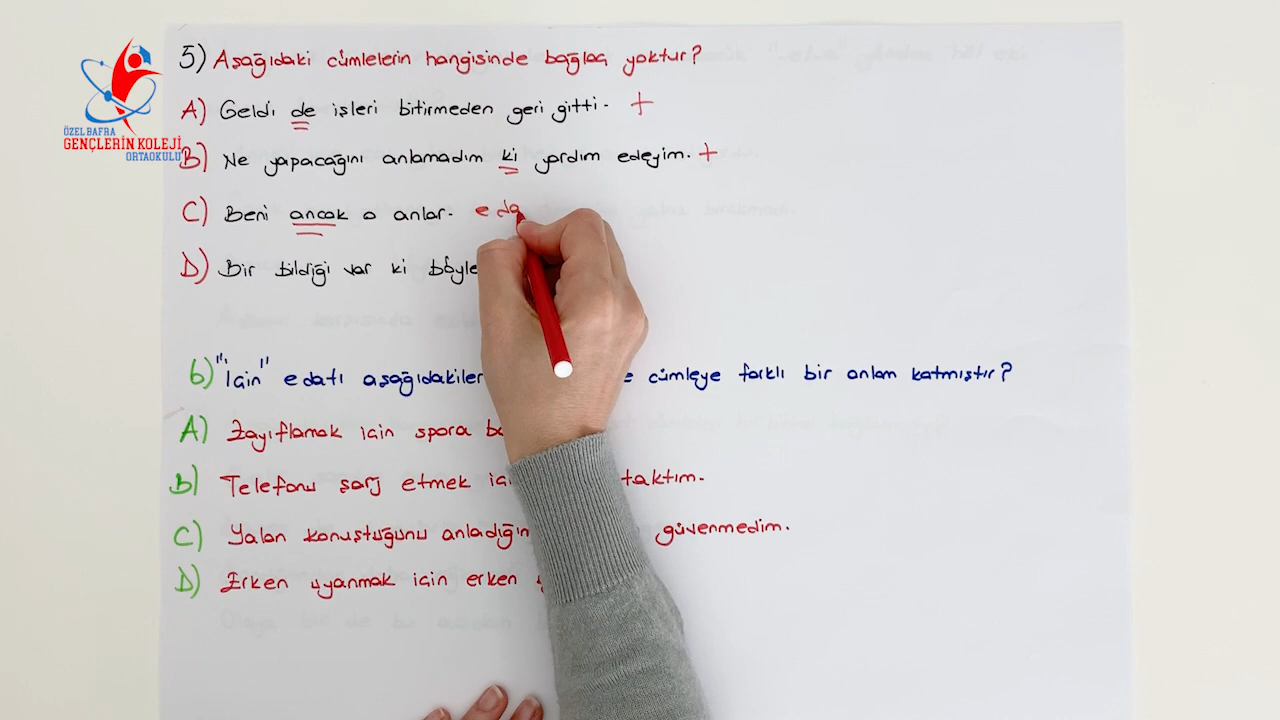 ÖZEL BAFRA
GENÇLERİN KOLEJİ
ORTAOKULU
5) Aşağıdaki cümlelerin hangisinde bağlaç yoktur?
A) Geldi de işleri bitirmeden geri gitti. +
B) Ne yapacağını anlamadım ki yardım edeyim. +
C) Beni ancak o anlar. eda
D) Bir bildiği var ki böyle
6) "İçin" edatı aşağıdakiler cümleye farklı bir anlam katmıştır?
A) Zayıflamak için spora
B) Telefonu şarj etmek taktım.
C) Yalan konuştuğunu güvenmedim.
D) Erken uyanmak için erken